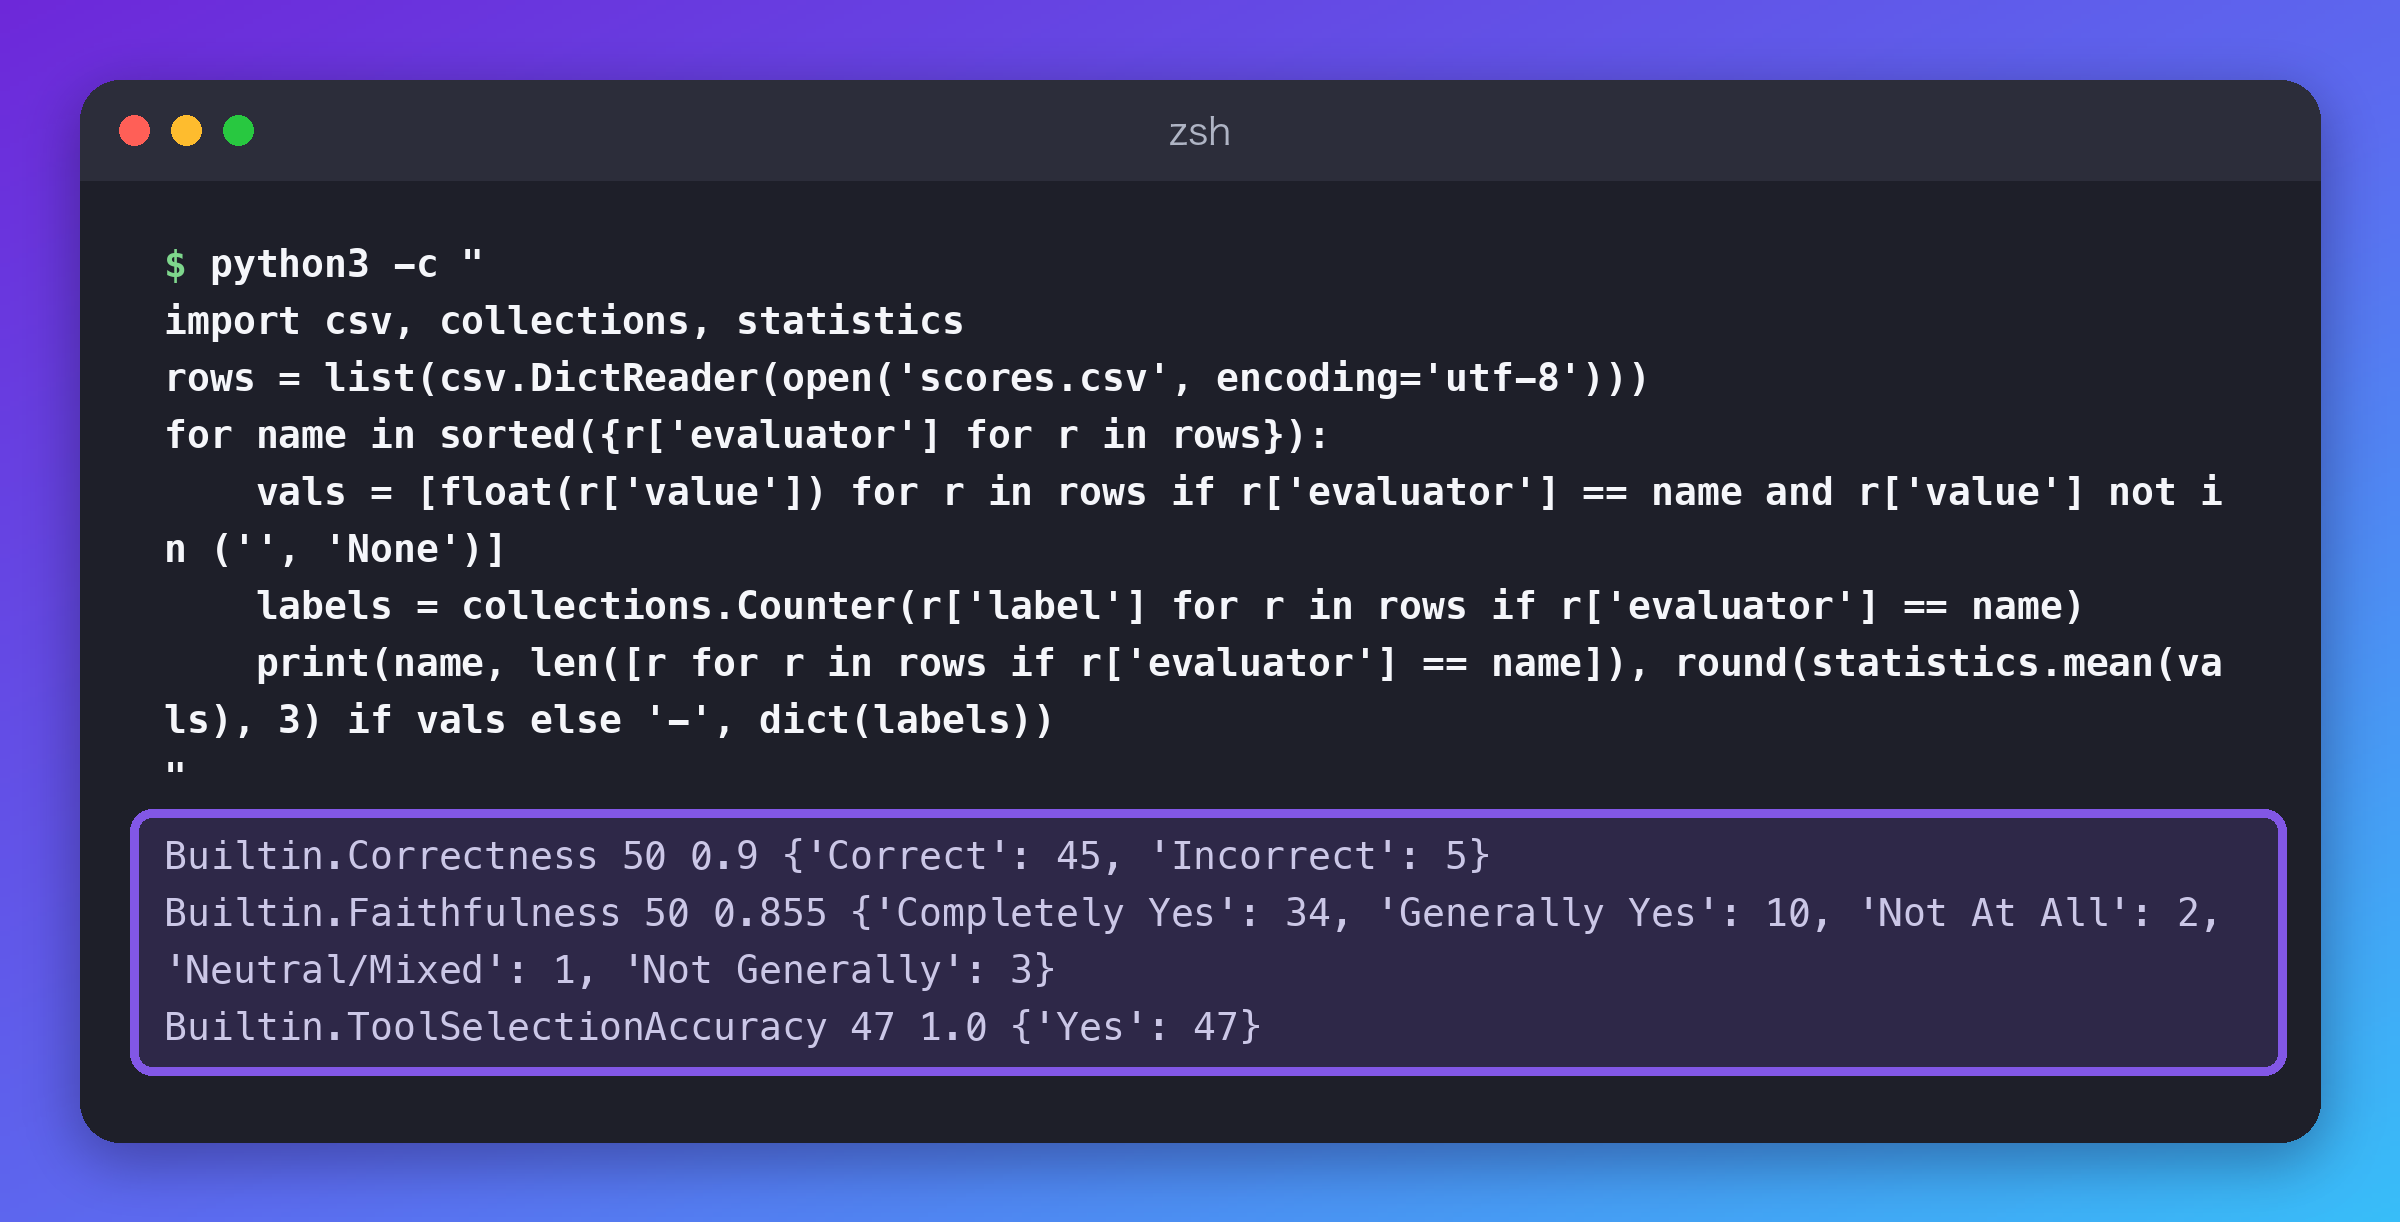 zsh
$ python3 -c "
import csv, collections, statistics
rows = list(csv.DictReader(open('scores.csv', encoding='utf-8')))
for name in sorted({r['evaluator'] for r in rows}):
    vals = [float(r['value']) for r in rows if r['evaluator'] == name and r['value'] not i
n ('', 'None')]
    labels = collections.Counter(r['label'] for r in rows if r['evaluator'] == name)
    print(name, len([r for r in rows if r['evaluator'] == name]), round(statistics.mean(va
ls), 3) if vals else '-', dict(labels))
"
Builtin.Correctness 50 0.9 {'Correct': 45, 'Incorrect': 5}
Builtin.Faithfulness 50 0.855 {'Completely Yes': 34, 'Generally Yes': 10, 'Not At All': 2,
'Neutral/Mixed': 1, 'Not Generally': 3}
Builtin.ToolSelectionAccuracy 47 1.0 {'Yes': 47}